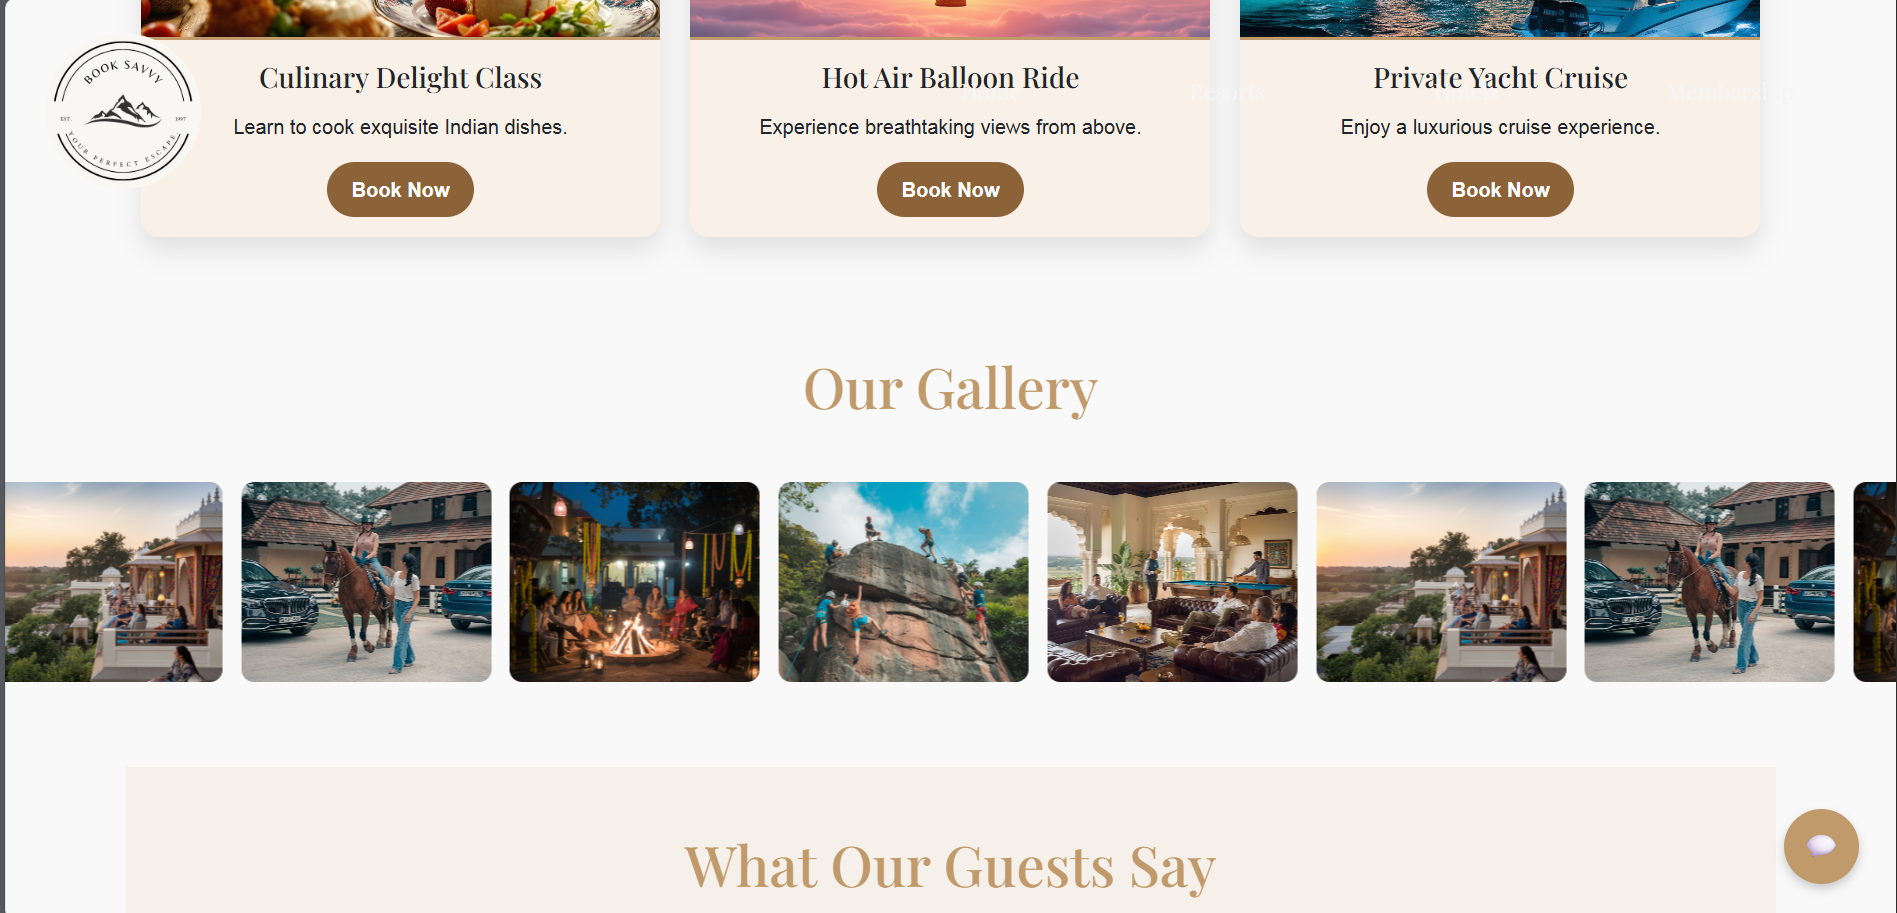 BOOK SAVVY
EST.
1997
YOUR PERFECT ESCAPE
Resorts
Membership
Culinary Delight Class
Learn to cook exquisite Indian dishes.
Book Now
Hot Air Balloon Ride
Experience breathtaking views from above.
Book Now
Private Yacht Cruise
Enjoy a luxurious cruise experience.
Book Now
Our Gallery
What Our Guests Say